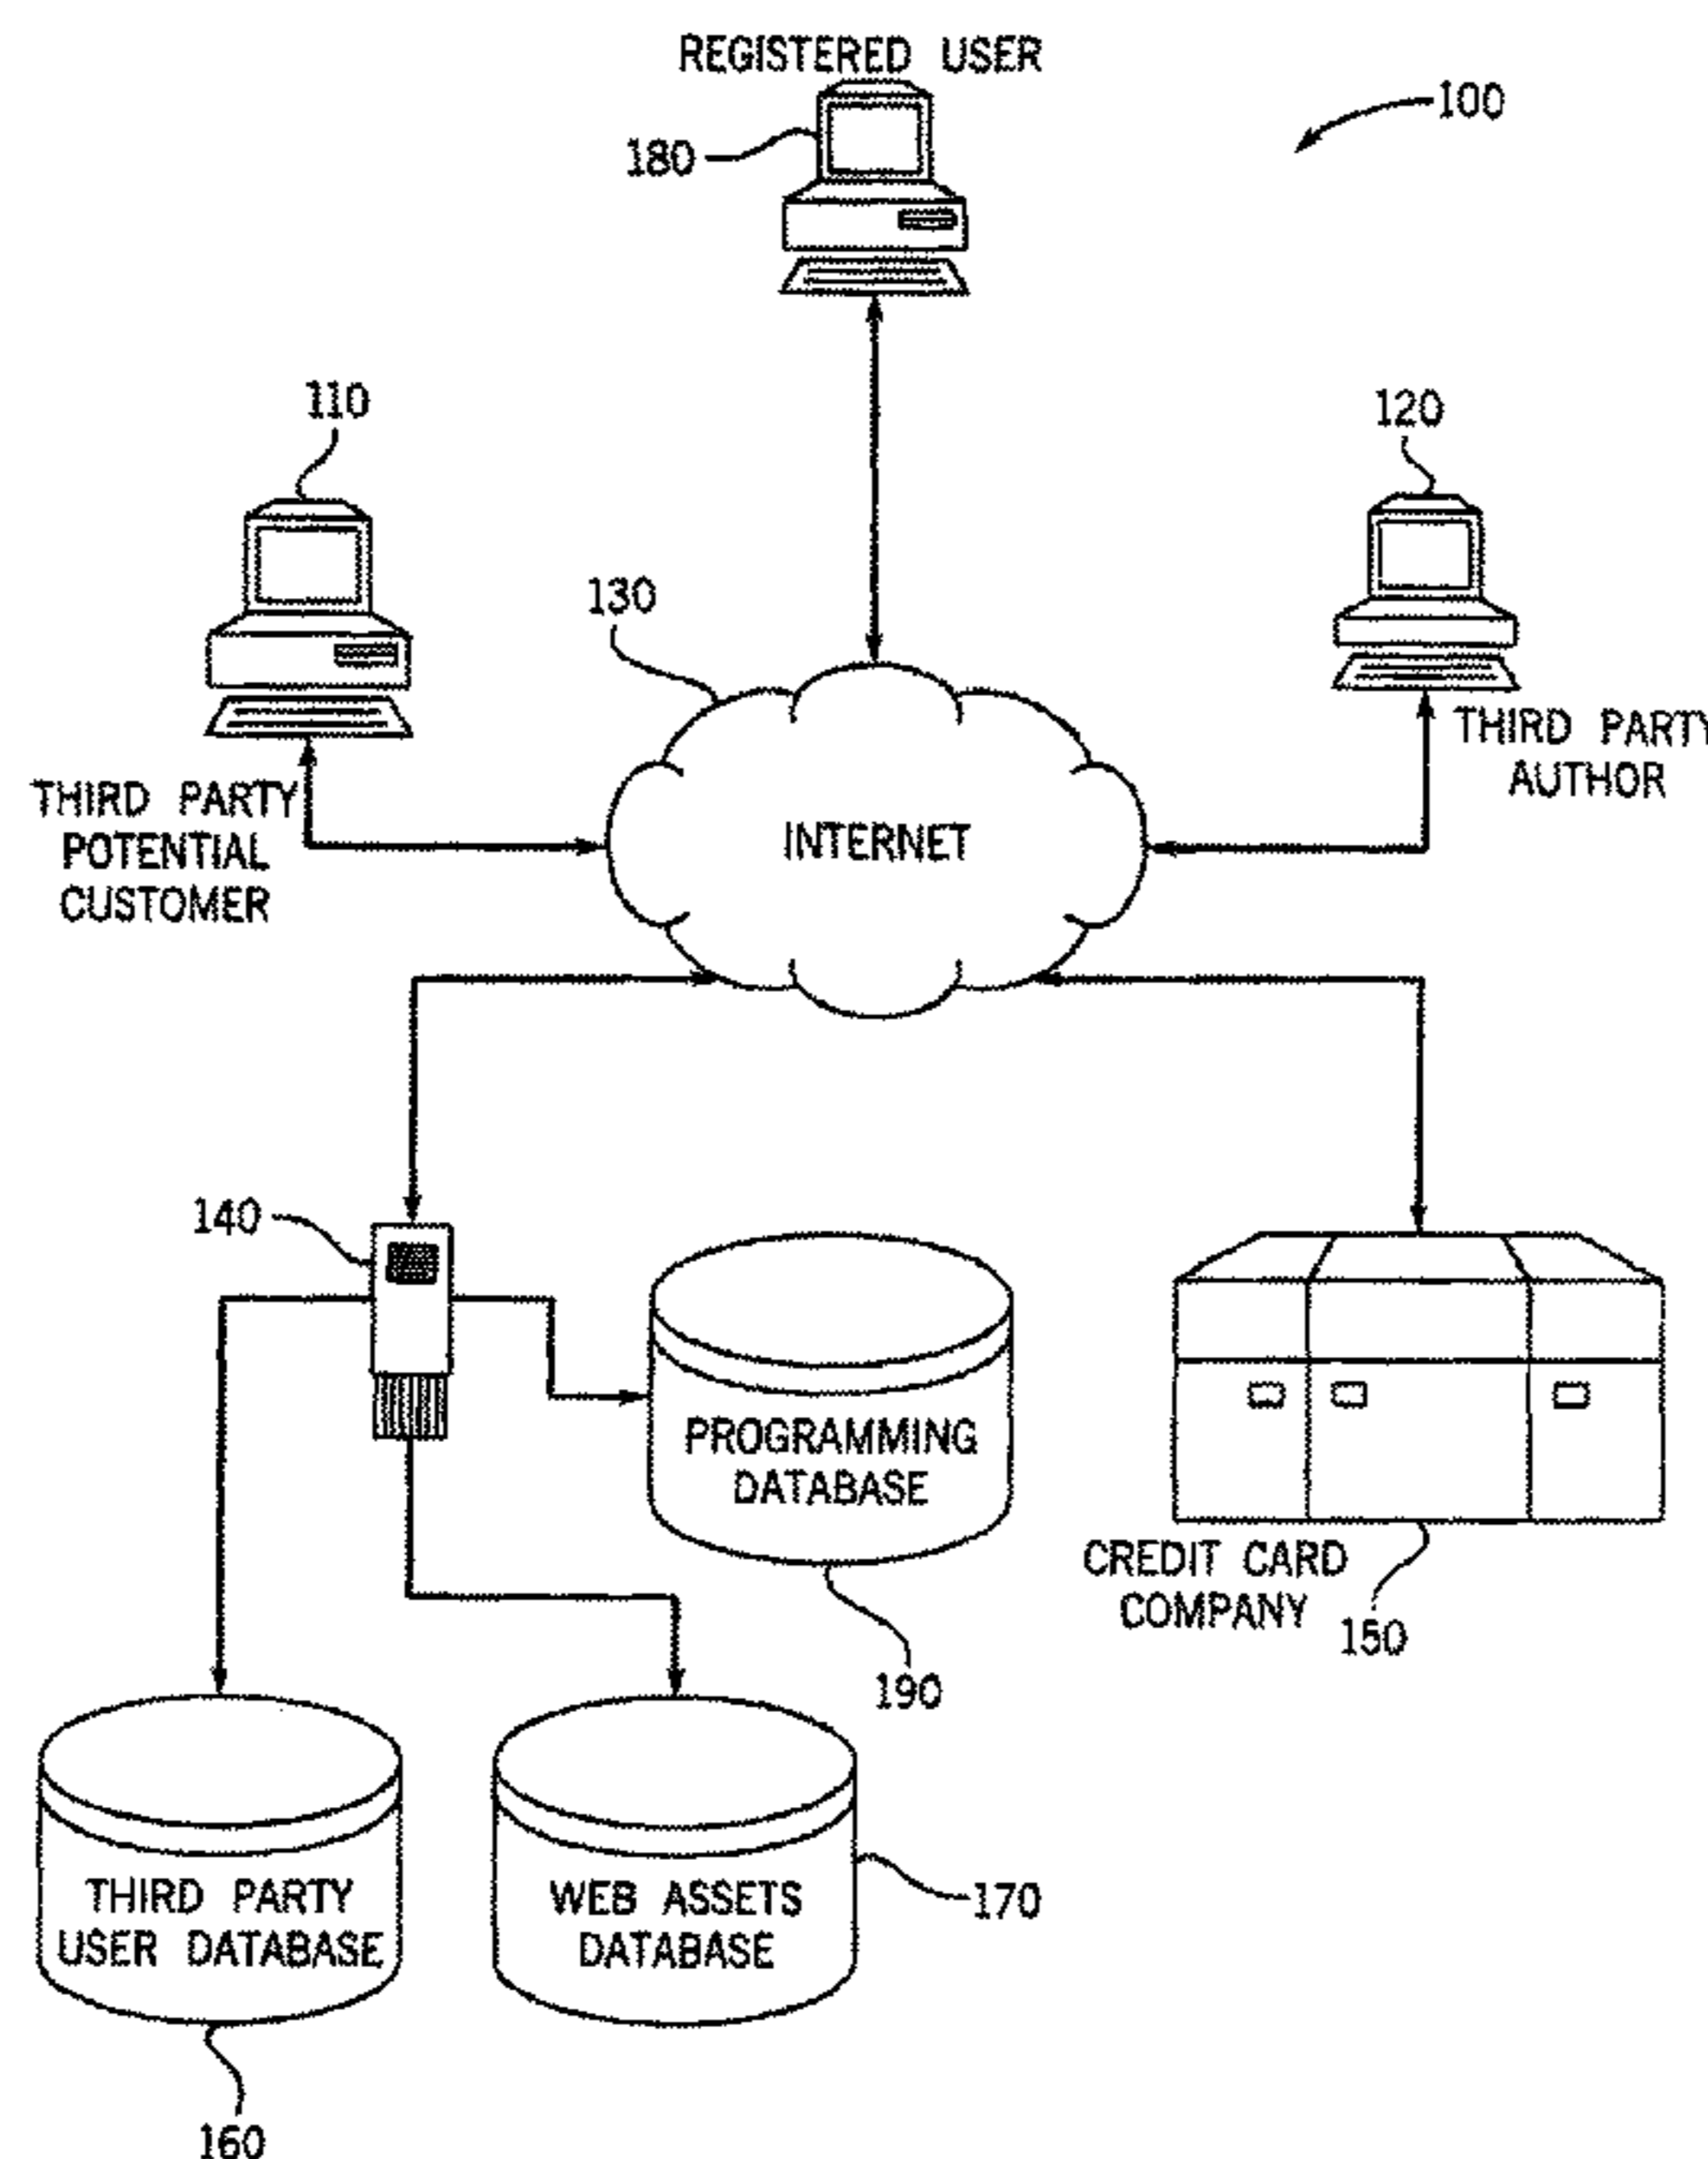 REGISTERED USER
100
180
110
120
130
THIRD PARTY
AUTHOR
THIRD PARTY
POTENTIAL
CUSTOMER
INTERNET
140
PROGRAMMING
DATABASE
CREDIT CARD
COMPANY
150
190
THIRD PARTY
USER DATABASE
WEB ASSETS
DATABASE
170
160